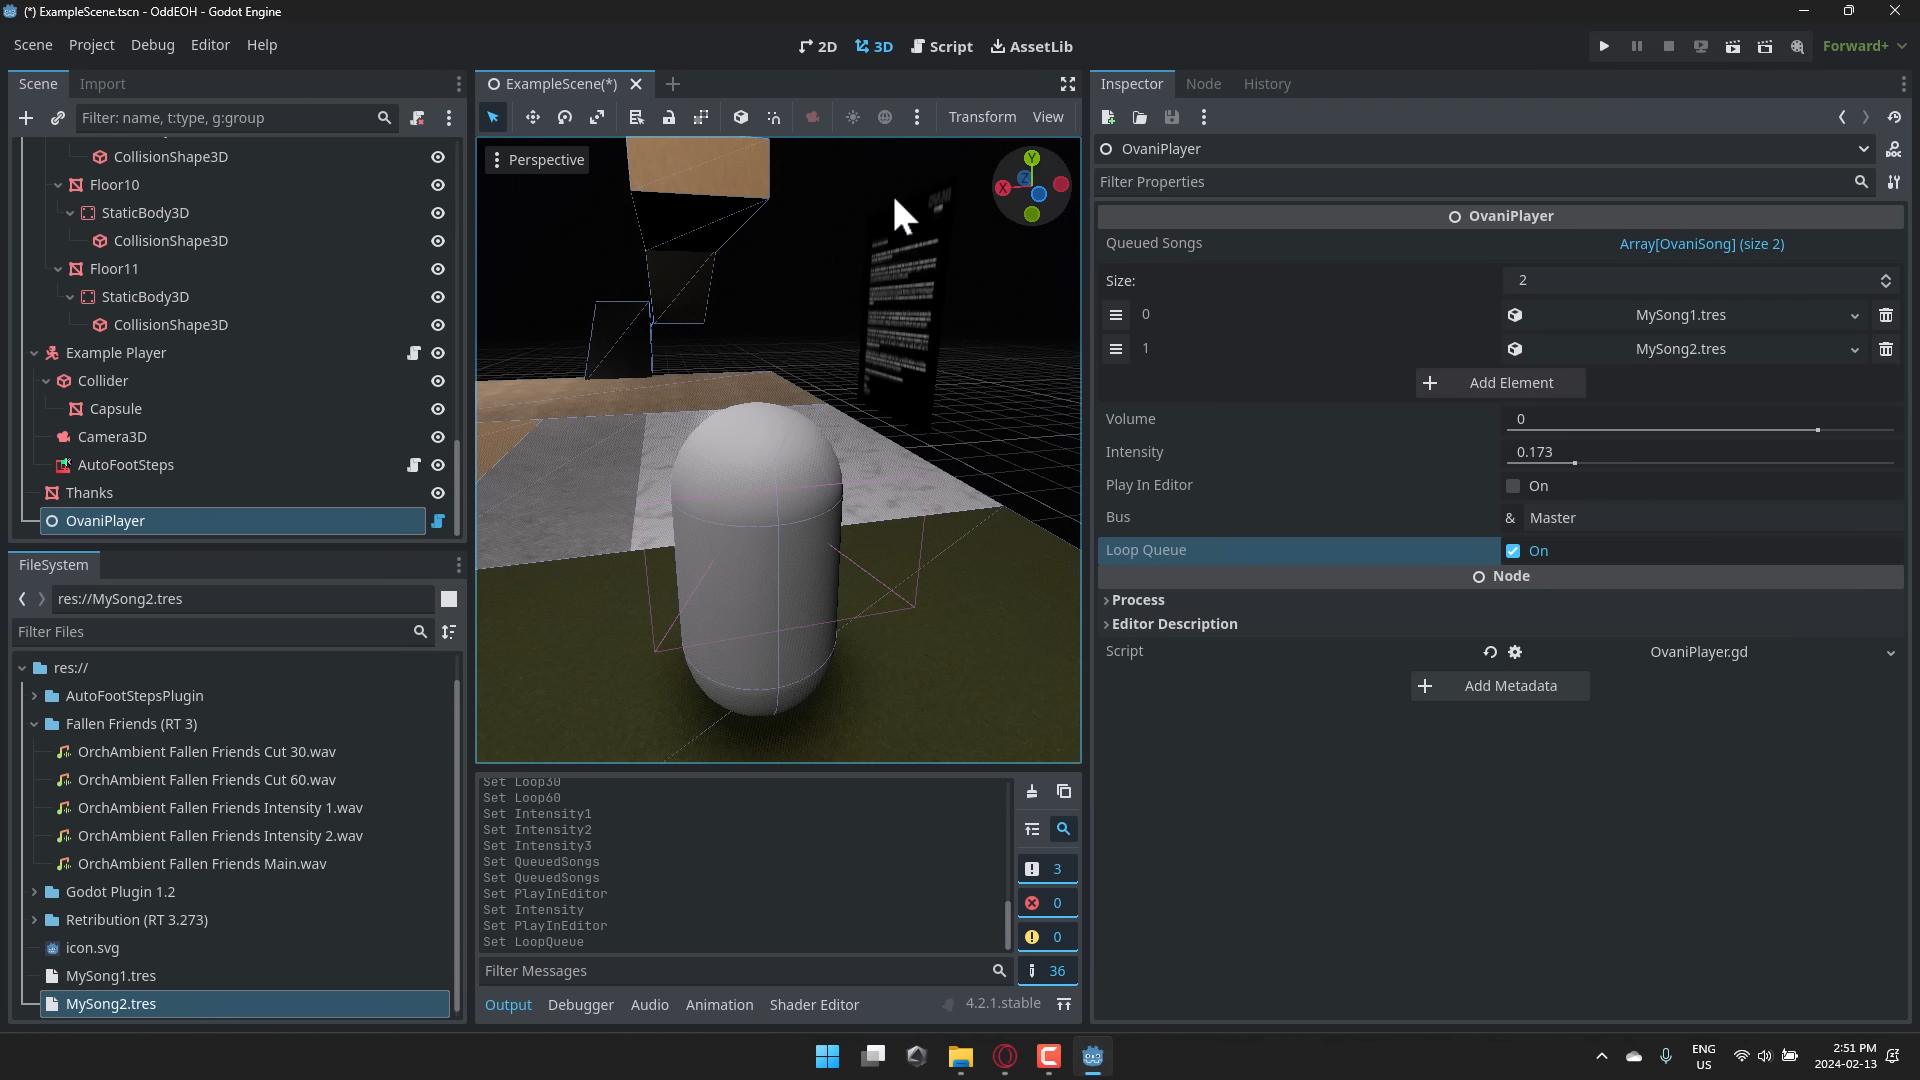 (*) ExampleScene.tscn - OddEOH - Godot Engine
Scene Project Debug Editor Help
2D 3D Script AssetLib
Forward+
Scene Import
Filter: name, t:type, g:group
CollisionShape3D
Floor10
StaticBody3D
CollisionShape3D
Floor11
StaticBody3D
CollisionShape3D
Example Player
Collider
Capsule
Camera3D
AutoFootSteps
Thanks
OvaniPlayer
FileSystem
res://MySong2.tres
Filter Files
res://
AutoFootStepsPlugin
Fallen Friends (RT 3)
OrchAmbient Fallen Friends Cut 30.wav
OrchAmbient Fallen Friends Cut 60.wav
OrchAmbient Fallen Friends Intensity 1.wav
OrchAmbient Fallen Friends Intensity 2.wav
OrchAmbient Fallen Friends Main.wav
Godot Plugin 1.2
Retribution (RT 3.273)
icon.svg
MySong1.tres
MySong2.tres
ExampleScene(*)
Transform View
Perspective
Y
X
Z
Set Loop30
Set Loop60
Set Intensity1
Set Intensity2
Set Intensity3
Set QueuedSongs
Set QueuedSongs
Set PlayInEditor
Set Intensity
Set PlayInEditor
Set LoopQueue
3
0
0
36
Filter Messages
Output Debugger Audio Animation Shader Editor
4.2.1.stable
Inspector Node History
OvaniPlayer
Filter Properties
OvaniPlayer
Queued Songs Array[OvaniSong] (size 2)
Size: 2
0 MySong1.tres
1 MySong2.tres
Add Element
Volume 0
Intensity 0.173
Play In Editor On
Bus & Master
Loop Queue On
Node
Process
Editor Description
Script OvaniPlayer.gd
Add Metadata
ENG
US
2:51 PM
2024-02-13